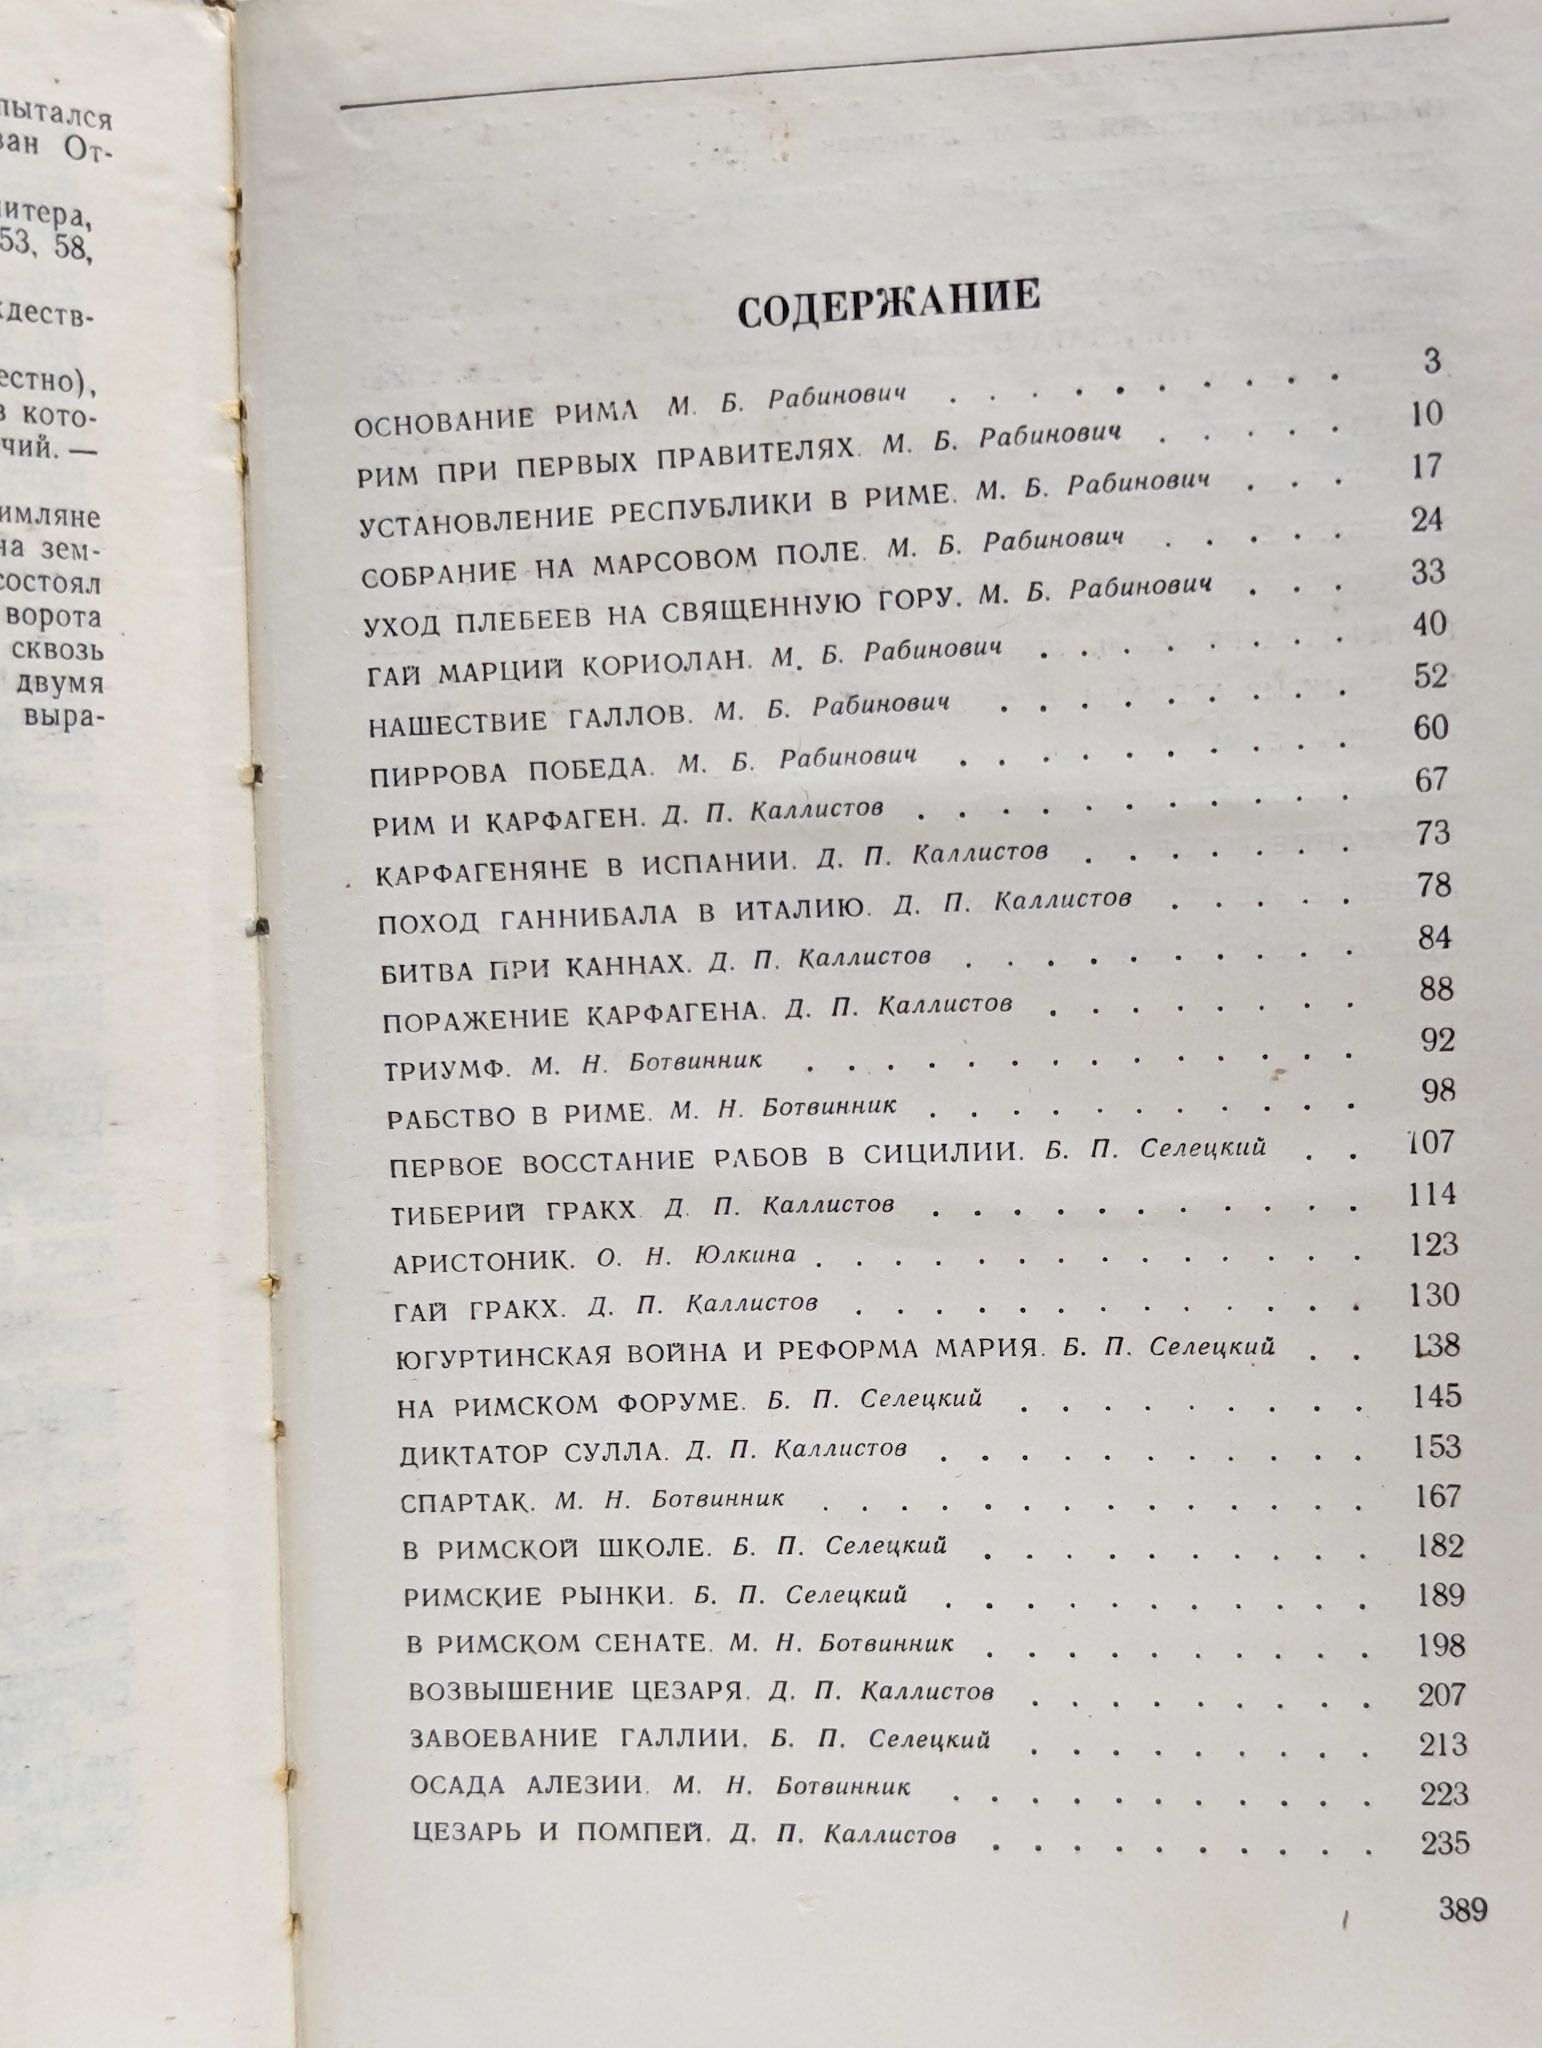 пытался
ван От-
литера,
53, 58,
ждеств-
естно),
в кото-
чий. —
имляне
на зем-
состоял
ворота
сквозь
двумя
выра-
СОДЕРЖАНИЕ
ОСНОВАНИЕ РИМА М. Б. Рабинович . . . . . . . . . . 3
РИМ ПРИ ПЕРВЫХ ПРАВИТЕЛЯХ. М. Б. Рабинович . . . . . 10
УСТАНОВЛЕНИЕ РЕСПУБЛИКИ В РИМЕ. М. Б. Рабинович . . . 17
СОБРАНИЕ НА МАРСОВОМ ПОЛЕ. М. Б. Рабинович . . . . . 24
УХОД ПЛЕБЕЕВ НА СВЯЩЕННУЮ ГОРУ. М. Б. Рабинович . . . 33
ГАЙ МАРЦИЙ КОРИОЛАН. М. Б. Рабинович . . . . . . . . 40
НАШЕСТВИЕ ГАЛЛОВ. М. Б. Рабинович . . . . . . . . . 52
ПИРРОВА ПОБЕДА. М. Б. Рабинович . . . . . . . . . . 60
РИМ И КАРФАГЕН. Д. П. Каллистов . . . . . . . . . . . 67
КАРФАГЕНЯНЕ В ИСПАНИИ. Д. П. Каллистов . . . . . . . 73
ПОХОД ГАННИБАЛА В ИТАЛИЮ. Д. П. Каллистов . . . . . 78
БИТВА ПРИ КАННАХ. Д. П. Каллистов . . . . . . . . . . 84
ПОРАЖЕНИЕ КАРФАГЕНА. Д. П. Каллистов . . . . . . . . 88
ТРИУМФ. М. Н. Ботвинник . . . . . . . . . . . . . . 92
РАБСТВО В РИМЕ. М. Н. Ботвинник . . . . . . . . . . . 98
ПЕРВОЕ ВОССТАНИЕ РАБОВ В СИЦИЛИИ. Б. П. Селецкий . . 107
ТИБЕРИЙ ГРАКХ. Д. П. Каллистов . . . . . . . . . . . 114
АРИСТОНИК. О. Н. Юлкина . . . . . . . . . . . . . . 123
ГАЙ ГРАКХ. Д. П. Каллистов . . . . . . . . . . . . . 130
ЮГУРТИНСКАЯ ВОЙНА И РЕФОРМА МАРИЯ. Б. П. Селецкий . . 138
НА РИМСКОМ ФОРУМЕ. Б. П. Селецкий . . . . . . . . . 145
ДИКТАТОР СУЛЛА. Д. П. Каллистов . . . . . . . . . . . 153
СПАРТАК. М. Н. Ботвинник . . . . . . . . . . . . . . 167
В РИМСКОЙ ШКОЛЕ. Б. П. Селецкий . . . . . . . . . . 182
РИМСКИЕ РЫНКИ. Б. П. Селецкий . . . . . . . . . . . 189
В РИМСКОМ СЕНАТЕ. М. Н. Ботвинник . . . . . . . . . . 198
ВОЗВЫШЕНИЕ ЦЕЗАРЯ. Д. П. Каллистов . . . . . . . . . 207
ЗАВОЕВАНИЕ ГАЛЛИИ. Б. П. Селецкий . . . . . . . . . 213
ОСАДА АЛЕЗИИ. М. Н. Ботвинник . . . . . . . . . . . 223
ЦЕЗАРЬ И ПОМПЕЙ. Д. П. Каллистов . . . . . . . . . . 235
389